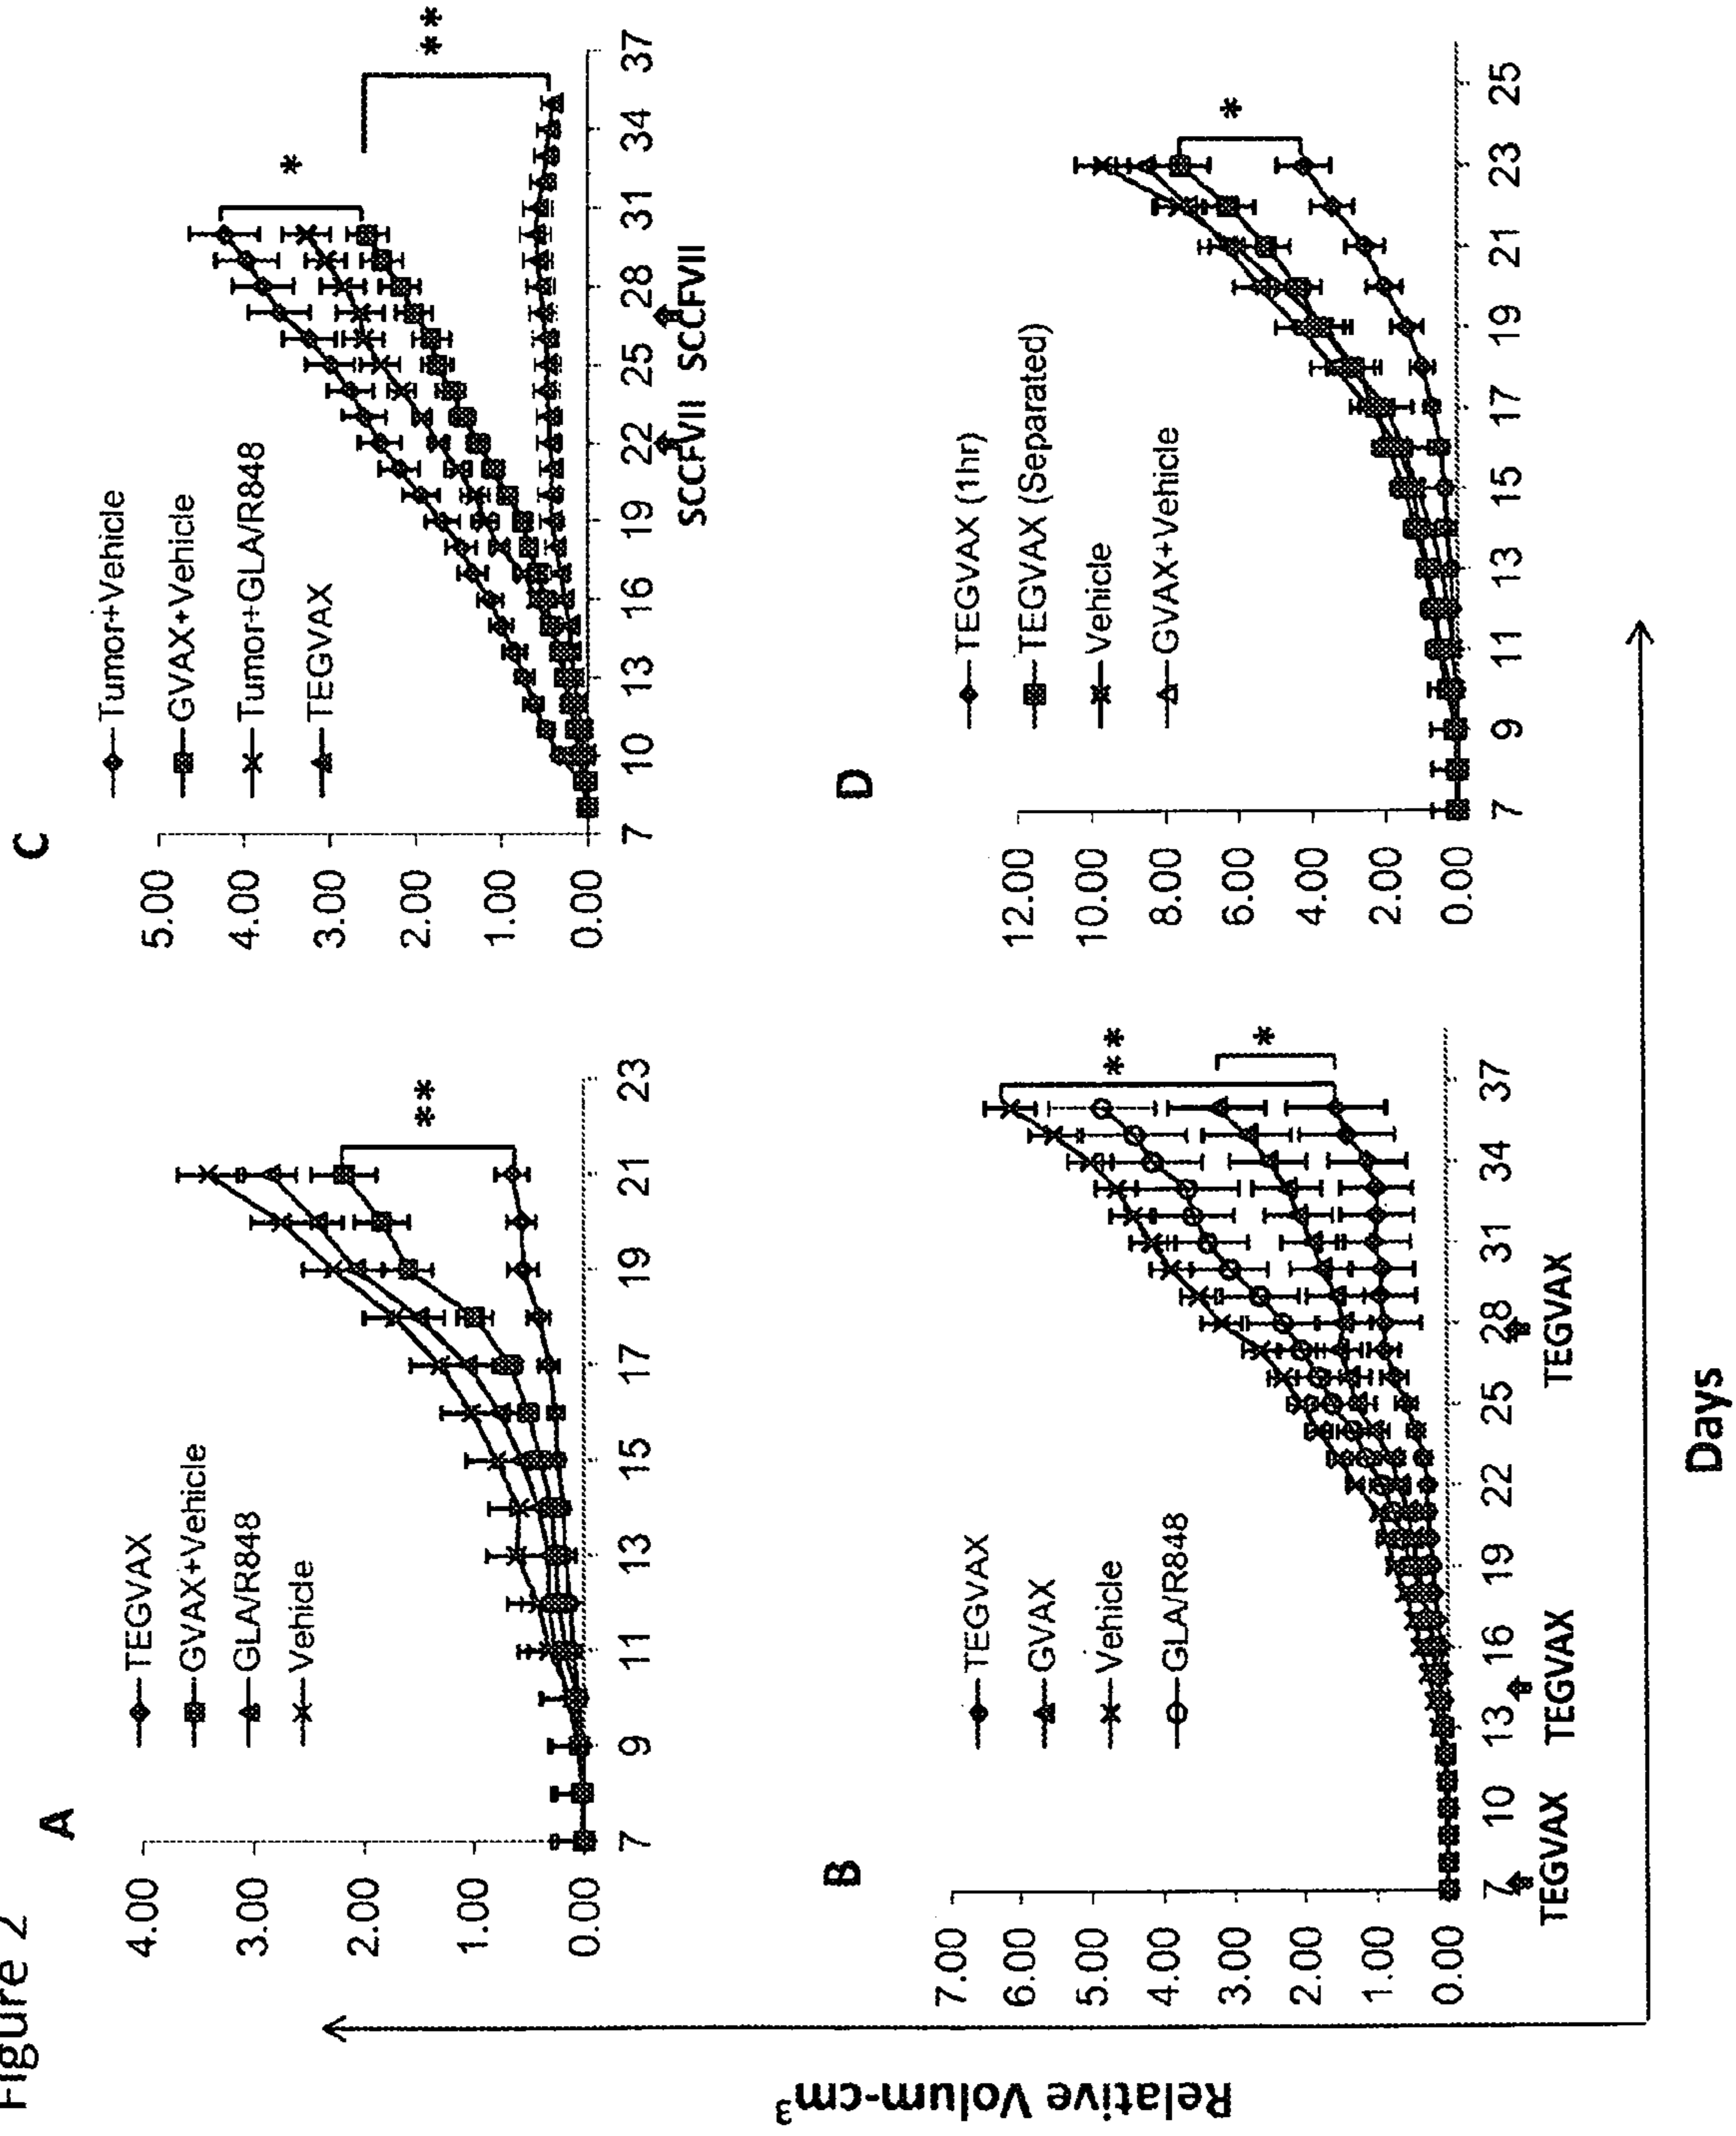 Figure 2
A
TEGVAX
GVAX+Vehicle
GLA/R848
Vehicle
**
4.00
3.00
2.00
1.00
0.00
7 9 11 13 15 17 19 21 23
C
Tumor+Vehicle
GVAX+Vehicle
Tumor+GLA/R848
TEGVAX
*
**
5.00
4.00
3.00
2.00
1.00
0.00
7 10 13 16 19 22 25 28 31 34 37
SCCFVII SCCFVII
B
TEGVAX
GVAX
Vehicle
GLA/R848
**
*
7.00
6.00
5.00
4.00
3.00
2.00
1.00
0.00
7 10 13 16 19 22 25 28 31 34 37
TEGVAX TEGVAX TEGVAX TEGVAX
D
TEGVAX (1hr)
TEGVAX (Separated)
Vehicle
GVAX+Vehicle
*
12.00
10.00
8.00
6.00
4.00
2.00
0.00
7 9 11 13 15 17 19 21 23 25
Relative Volum-cm³
Days